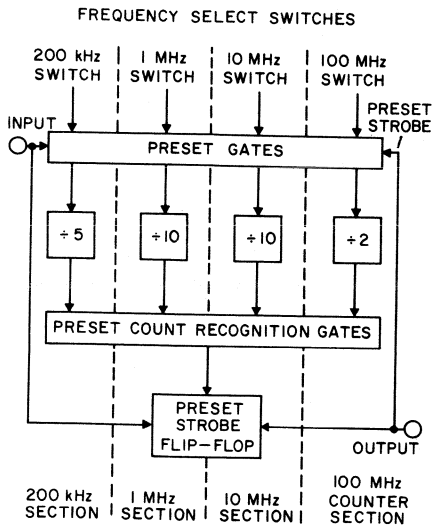 FREQUENCY SELECT SWITCHES
200 kHz
SWITCH
1 MHz
SWITCH
10 MHz
SWITCH
100 MHz
SWITCH
PRESET
STROBE
INPUT
PRESET GATES
÷5
÷10
÷10
÷2
PRESET COUNT RECOGNITION GATES
PRESET
STROBE
FLIP-FLOP
OUTPUT
200 kHz
SECTION
1 MHz
SECTION
10 MHz
SECTION
100 MHz
COUNTER
SECTION